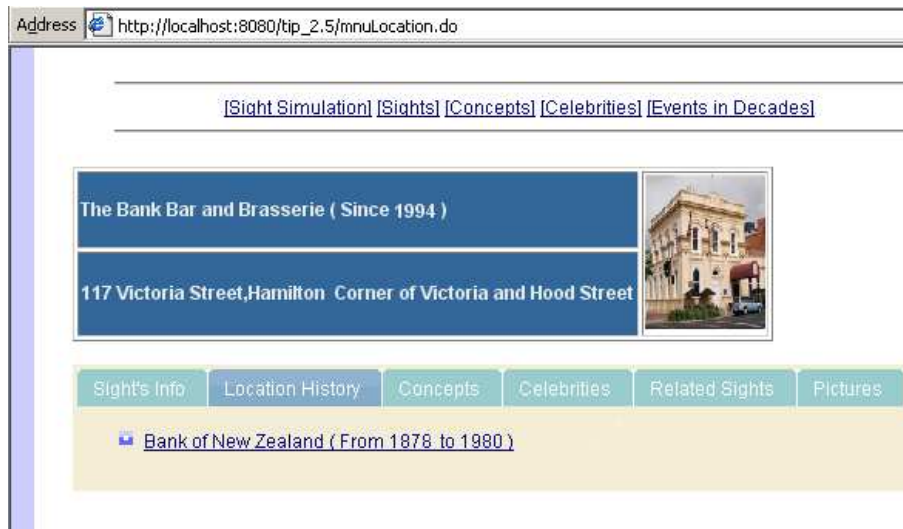 Address http://localhost:8080/tip_2.5/mnuLocation.do
[Sight Simulation] [Sights] [Concepts] [Celebrities] [Events in Decades]
The Bank Bar and Brasserie ( Since 1994 )
117 Victoria Street,Hamilton Corner of Victoria and Hood Street
Sight's Info Location History Concepts Celebrities Related Sights Pictures
Bank of New Zealand ( From 1878 to 1980 )